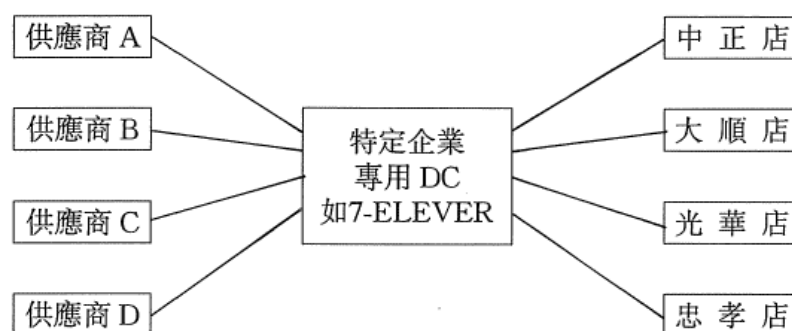 供應商 A
供應商 B
供應商 C
供應商 D
特定企業
專用 DC
如7-ELEVER
中 正 店
大 順 店
光 華 店
忠 孝 店